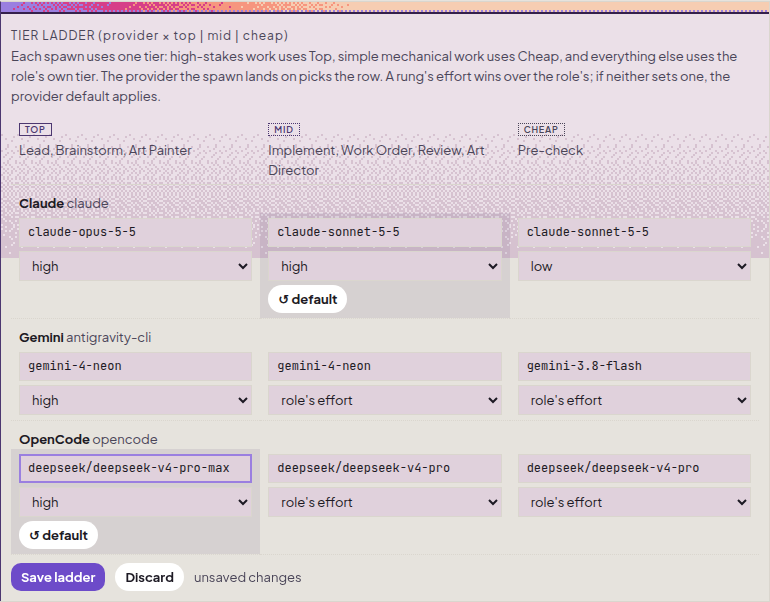 TIER LADDER (provider × top | mid | cheap)
Each spawn uses one tier: high-stakes work uses Top, simple mechanical work uses Cheap, and everything else uses the
role's own tier. The provider the spawn lands on picks the row. A rung's effort wins over the role's; if neither sets one, the
provider default applies.
TOP MID CHEAP
Lead, Brainstorm, Art Painter Implement, Work Order, Review, Art Pre-check
Director
Claude claude
claude-opus-5-5 claude-sonnet-5-5 claude-sonnet-5-5
high high low
↺ default
Gemini antigravity-cli
gemini-4-neon gemini-4-neon gemini-3.8-flash
high role's effort role's effort
OpenCode opencode
deepseek/deepseek-v4-pro-max deepseek/deepseek-v4-pro deepseek/deepseek-v4-pro
high role's effort role's effort
↺ default
Save ladder Discard unsaved changes